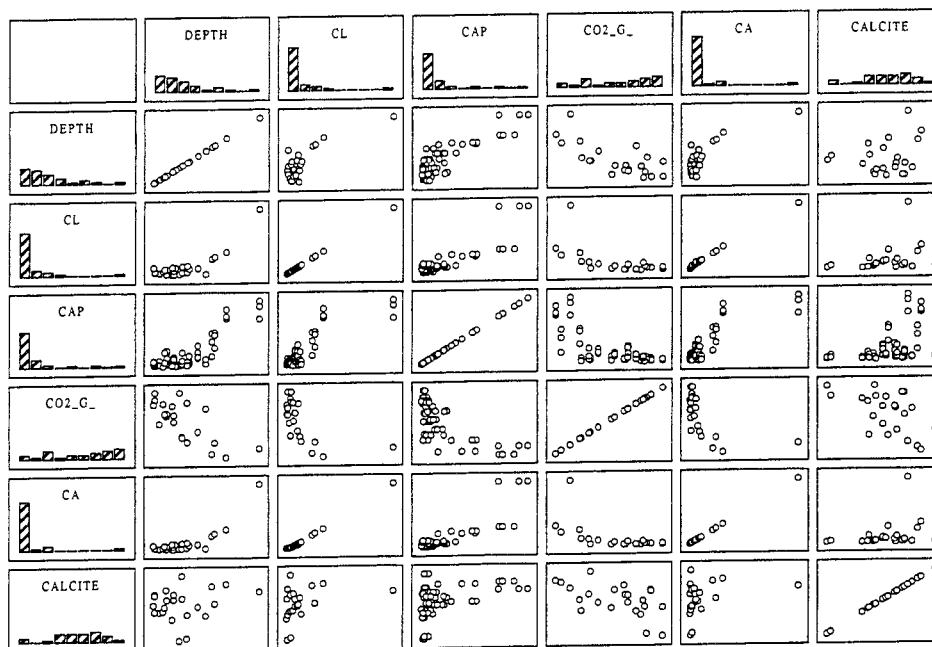 DEPTH CL CAP CO2_G_ CA CALCITE
DEPTH
CL
CAP
CO2_G_
CA
CALCITE